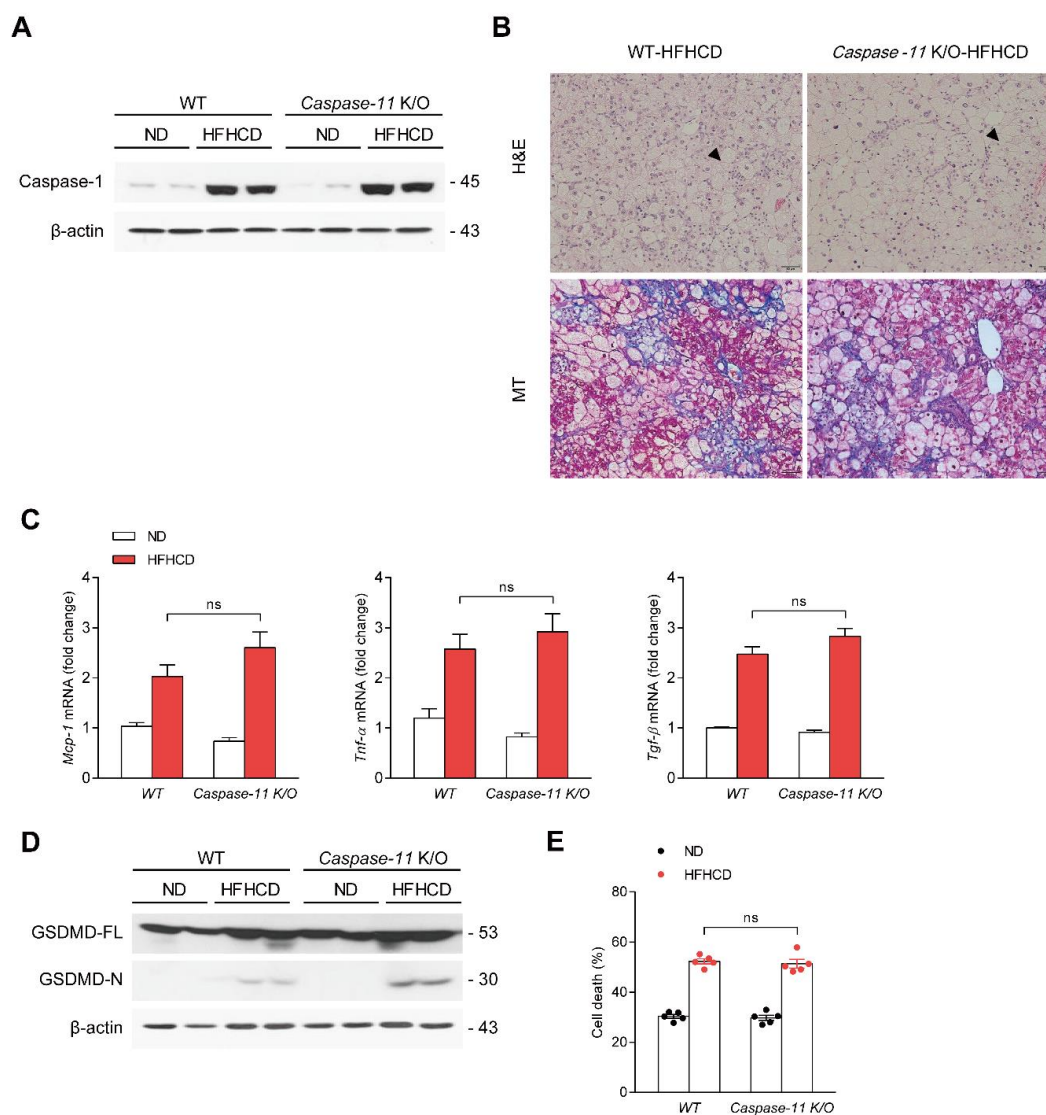 A
WT
Caspase-11 K/O
ND
HFHCD
ND
HFHCD
Caspase-1
- 45
β-actin
- 43
B
WT-HFHCD
Caspase -11 K/O-HFHCD
H&E
MT
C
ND
HFHCD
Mcp-1 mRNA (fold change)
4
3
2
1
0
ns
WT
Caspase-11 K/O
Tnf-α mRNA (fold change)
4
3
2
1
0
ns
WT
Caspase-11 K/O
Tgf-β mRNA (fold change)
4
3
2
1
0
ns
WT
Caspase-11 K/O
D
WT
Caspase-11 K/O
ND
HFHCD
ND
HFHCD
GSDMD-FL
- 53
GSDMD-N
- 30
β-actin
- 43
E
ND
HFHCD
Cell death (%)
80
60
40
20
0
ns
WT
Caspase-11 K/O